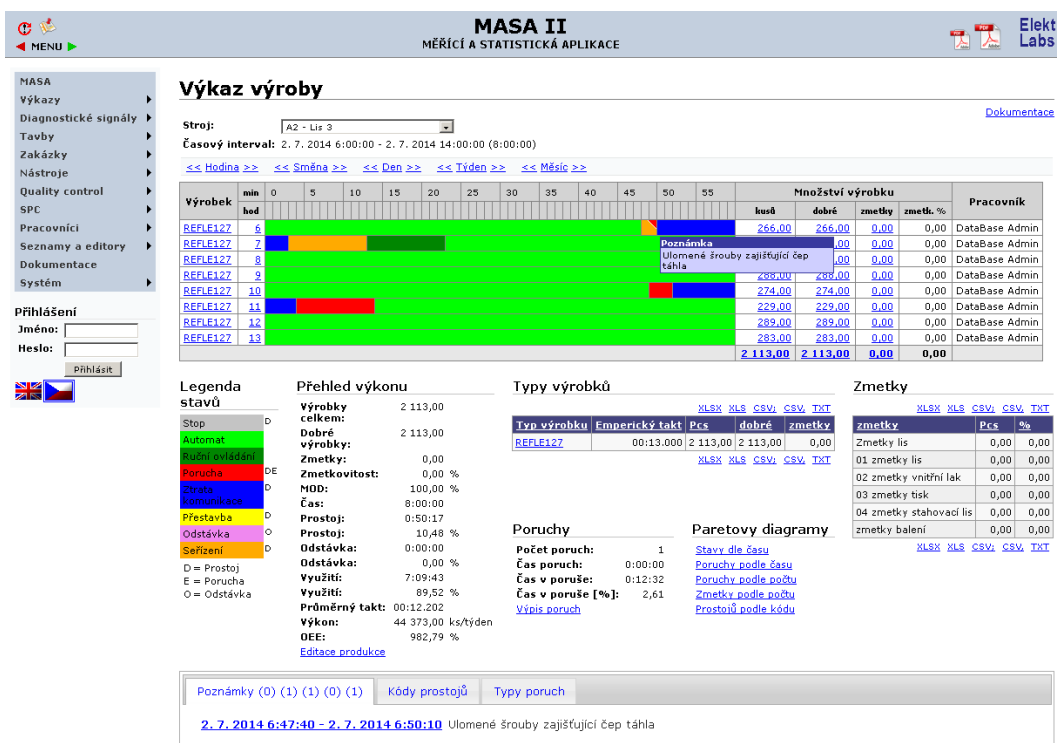 MENU
MASA II
MĚŘÍCÍ A STATISTICKÁ APLIKACE
PDF
Adobe
PDF
Adobe
Elekt
Labs
MASA
Výkazy
Diagnostické signály
Tavby
Zakázky
Nástroje
Quality control
SPC
Pracovníci
Seznamy a editory
Dokumentace
Systém
Přihlášení
Jméno:
Heslo:
Přihlásit
Výkaz výroby
Dokumentace
Stroj: A2 - Lis 3
Časový interval: 2. 7. 2014 6:00:00 - 2. 7. 2014 14:00:00 (8:00:00)
<< Hodina >> << Směna >> << Den >> << Týden >> << Měsíc >>
Výrobek min 0 5 10 15 20 25 30 35 40 45 50 55 Množství výrobku Pracovník
hod kusů dobré zmetky zmetk. %
REFLE127 6 266,00 266,00 0,00 0,00 DataBase Admin
REFLE127 7 ,00 0,00 0,00 DataBase Admin
REFLE127 8 ,00 0,00 0,00 DataBase Admin
REFLE127 9 288,00 288,00 0,00 0,00 DataBase Admin
REFLE127 10 274,00 274,00 0,00 0,00 DataBase Admin
REFLE127 11 229,00 229,00 0,00 0,00 DataBase Admin
REFLE127 12 289,00 289,00 0,00 0,00 DataBase Admin
REFLE127 13 283,00 283,00 0,00 0,00 DataBase Admin
2 113,00 2 113,00 0,00 0,00
Poznámka
Ulomené šrouby zajišťující čep
táhla
Legenda
stavů
Stop D
Automat
Ruční ovládání
Porucha DE
Ztráta
komunikace D
Přestavba D
Odstávka O
Seřízení D
D = Prostoj
E = Porucha
O = Odstávka
Přehled výkonu
Výrobky
celkem: 2 113,00
Dobré
výrobky: 2 113,00
Zmetky: 0,00
Zmetkovitost: 0,00 %
MOD: 100,00 %
Čas: 8:00:00
Prostoj: 0:50:17
Prostoj: 10,48 %
Odstávka: 0:00:00
Odstávka: 0,00 %
Využití: 7:09:43
Využití: 89,52 %
Průměrný takt: 00:12.202
Výkon: 44 373,00 ks/týden
OEE: 982,79 %
Editace produkce
Typy výrobků
XLSX XLS CSV; CSV, TXT
Typ výrobku Emperický takt Pcs dobré zmetky
REFLE127 00:13.000 2 113,00 2 113,00 0,00
XLSX XLS CSV; CSV, TXT
Poruchy
Počet poruch: 1
Čas poruch: 0:00:00
Čas v poruše: 0:12:32
Čas v poruše [%]: 2,61
Výpis poruch
Paretovy diagramy
Stavy dle času
Poruchy podle času
Poruchy podle počtu
Zmetky podle počtu
Prostojů podle kódu
Zmetky
XLSX XLS CSV; CSV, TXT
zmetky Pcs %
Zmetky lis 0,00 0,00
01 zmetky lis 0,00 0,00
02 zmetky vnitřní lak 0,00 0,00
03 zmetky tisk 0,00 0,00
04 zmetky stahovací lis 0,00 0,00
zmetky balení 0,00 0,00
XLSX XLS CSV; CSV, TXT
Poznámky (0) (1) (1) (0) (1) Kódy prostojů Typy poruch
2. 7. 2014 6:47:40 - 2. 7. 2014 6:50:10 Ulomené šrouby zajišťující čep táhla